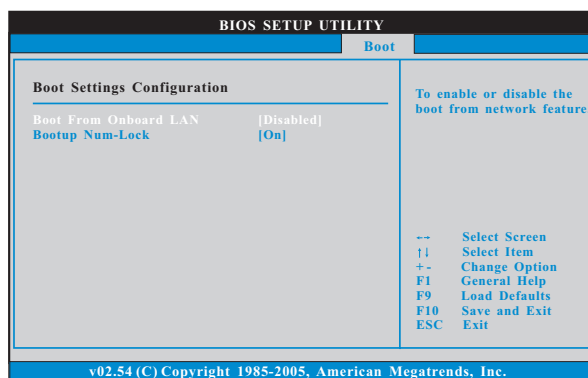 BIOS SETUP UTILITY
Boot
Boot Settings Configuration
Boot From Onboard LAN [Disabled]
Bootup Num-Lock [On]
To enable or disable the
boot from network feature
←→ Select Screen
↑↓ Select Item
+- Change Option
F1 General Help
F9 Load Defaults
F10 Save and Exit
ESC Exit
v02.54 (C) Copyright 1985-2005, American Megatrends, Inc.